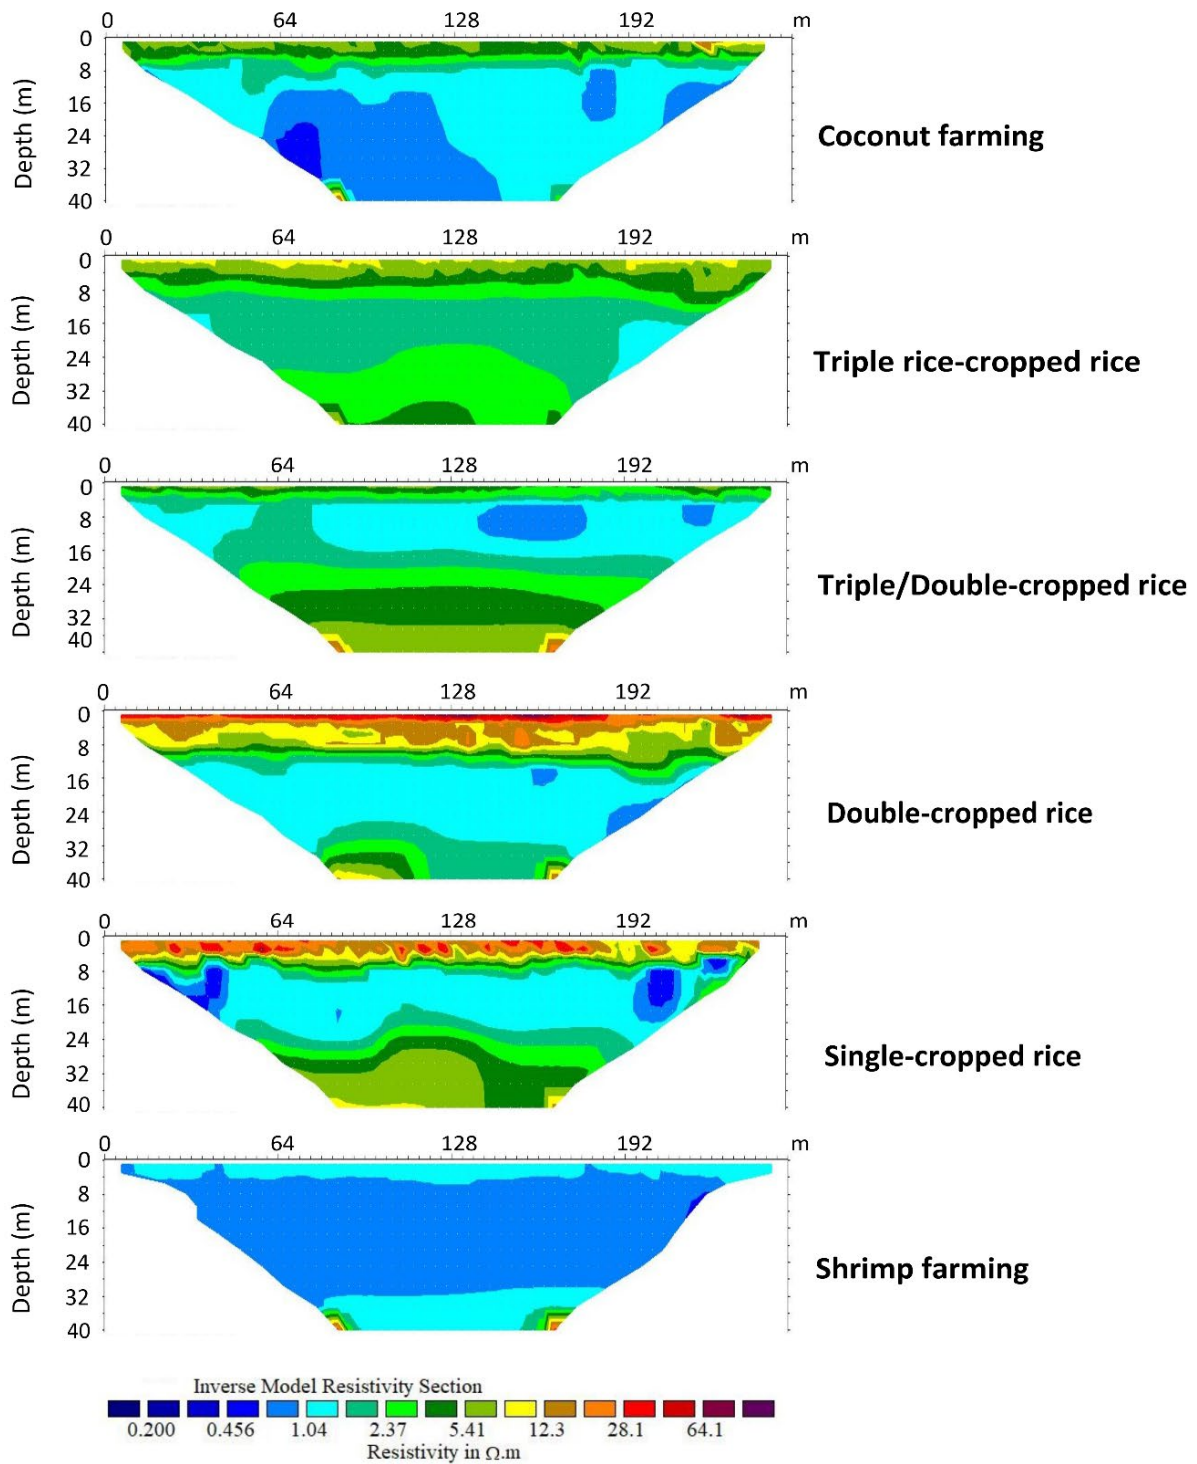 0 64 128 192 m
Depth (m)
0
8
16
24
32
40
Coconut farming
0 64 128 192 m
Depth (m)
0
8
16
24
32
40
Triple rice-cropped rice
0 64 128 192 m
Depth (m)
0
8
16
24
32
40
Triple/Double-cropped rice
0 64 128 192 m
Depth (m)
0
8
16
24
32
40
Double-cropped rice
0 64 128 192 m
Depth (m)
0
8
16
24
32
40
Single-cropped rice
0 64 128 192 m
Depth (m)
0
8
16
24
32
40
Shrimp farming
Inverse Model Resistivity Section
0.200 0.456 1.04 2.37 5.41 12.3 28.1 64.1
Resistivity in Ω.m